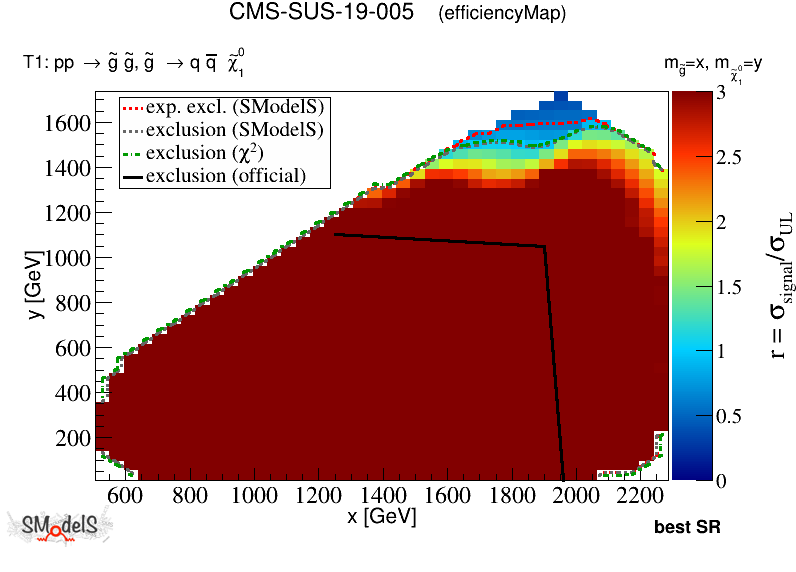 CMS-SUS-19-005 (efficiencyMap)
T1: pp → g̃ g̃, g̃ → q q̅ χ̃⁰₁
m_g̃=x, m_χ̃⁰₁=y
exp. excl. (SModelS)
exclusion (SModelS)
exclusion (χ²)
exclusion (official)
1600
1400
1200
1000
800
600
400
200
y [GeV]
600 800 1000 1200 1400 1600 1800 2000 2200
x [GeV]
3
2.5
2
1.5
1
0.5
0
r = σ_signal/σ_UL
SModelS
best SR